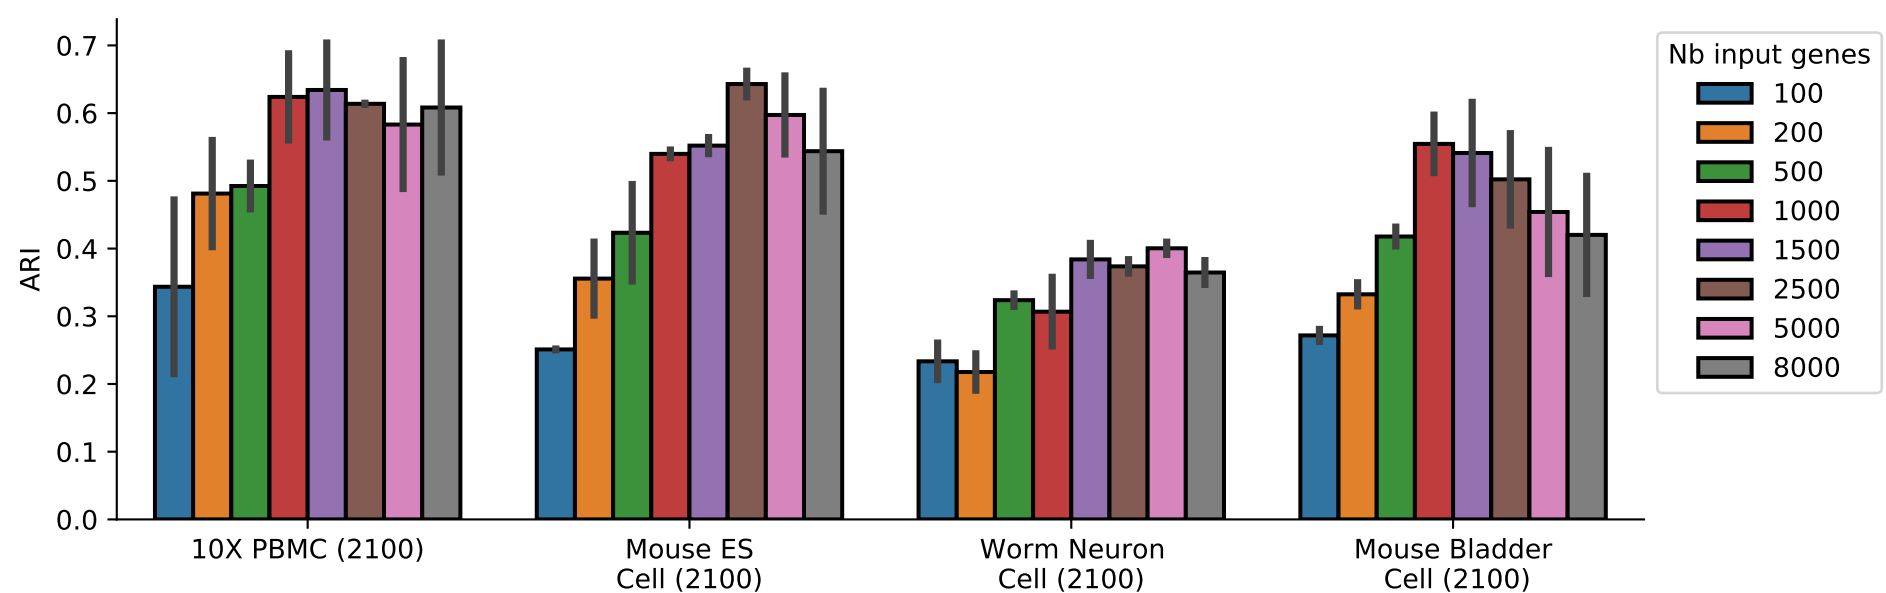 0.7
0.6
0.5
0.4
0.3
0.2
0.1
0.0
ARI
10X PBMC (2100)
Mouse ES
Cell (2100)
Worm Neuron
Cell (2100)
Mouse Bladder
Cell (2100)
Nb input genes
100
200
500
1000
1500
2500
5000
8000